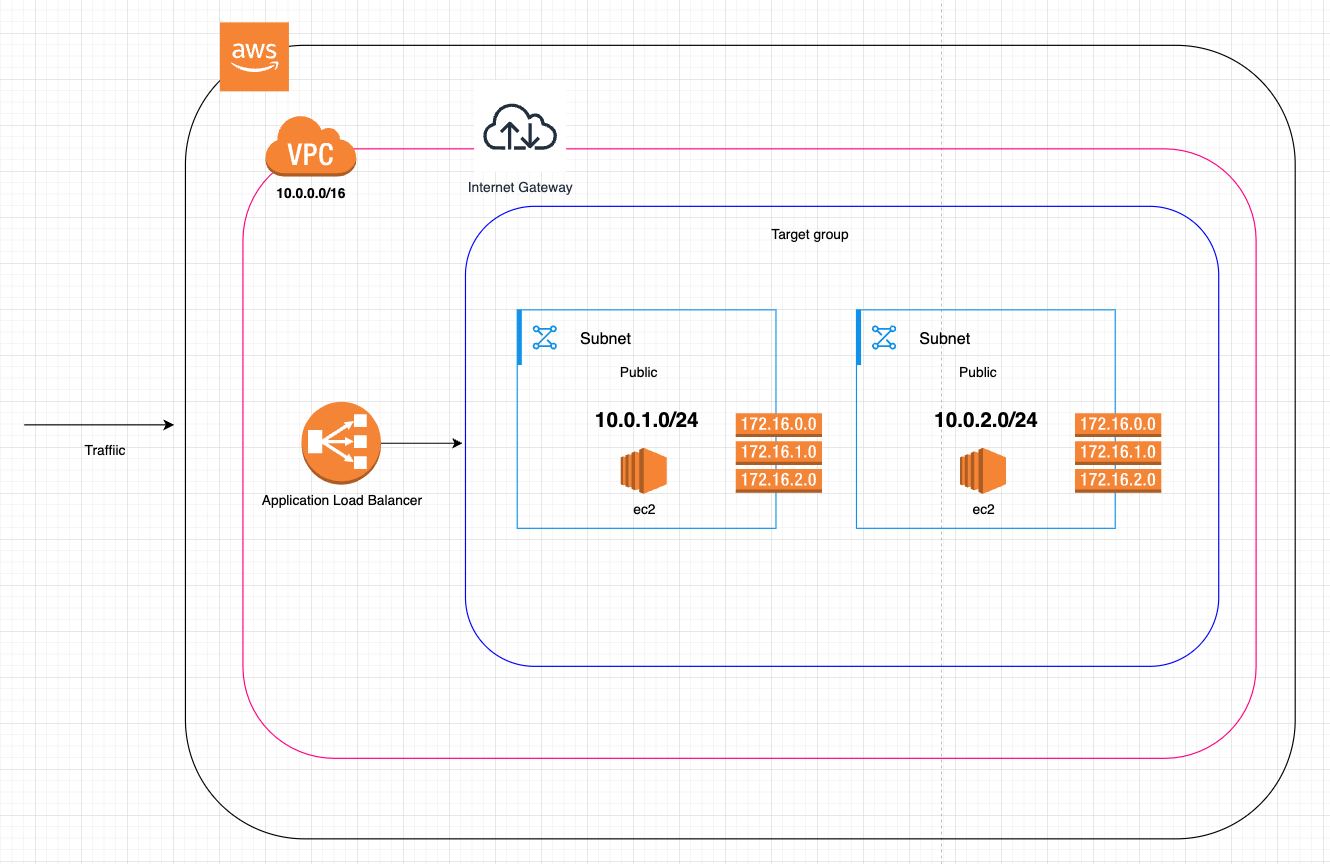 aws
VPC
10.0.0.0/16
Internet Gateway
Target group
Subnet
Public
10.0.1.0/24
172.16.0.0
172.16.1.0
172.16.2.0
ec2
Subnet
Public
10.0.2.0/24
172.16.0.0
172.16.1.0
172.16.2.0
ec2
Traffiic
Application Load Balancer